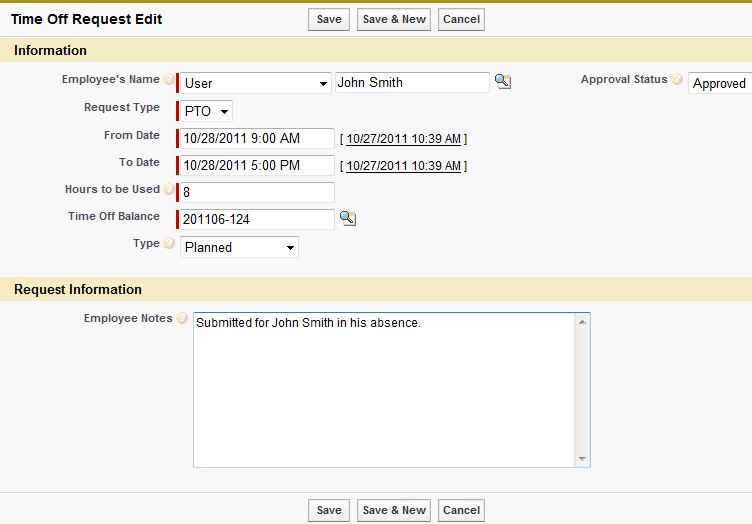 Time Off Request Edit Save Save & New Cancel
Information
Employee's Name ? User John Smith Approval Status ? Approved
Request Type PTO
From Date 10/28/2011 9:00 AM [ 10/27/2011 10:39 AM ]
To Date 10/28/2011 5:00 PM [ 10/27/2011 10:39 AM ]
Hours to be Used ? 8
Time Off Balance 201106-124
Type ? Planned
Request Information
Employee Notes ? Submitted for John Smith in his absence.
Save Save & New Cancel